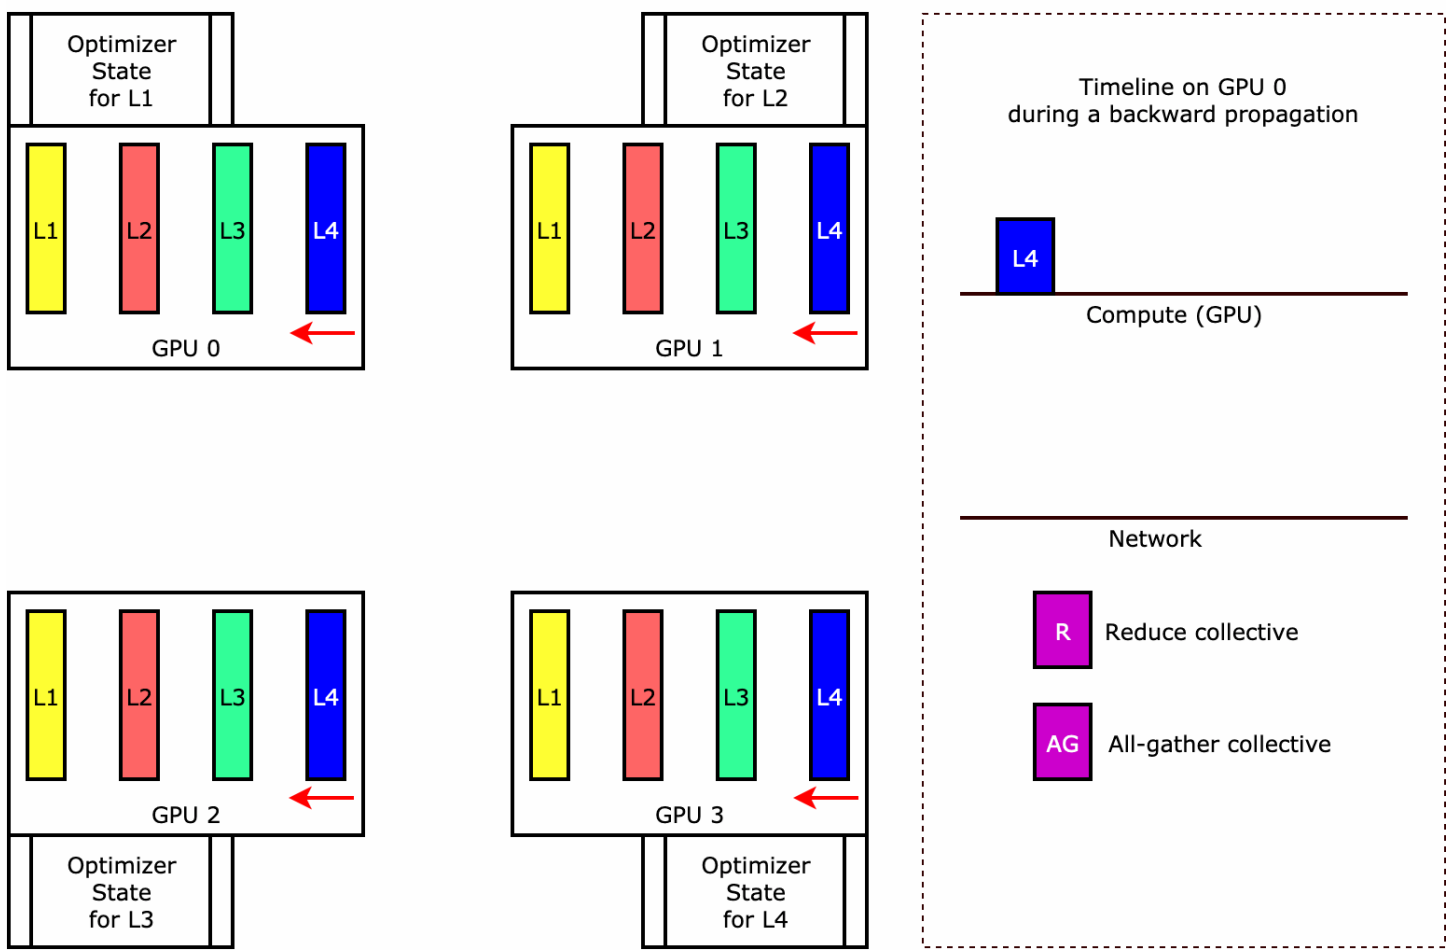 Optimizer
State
for L1
L1
L2
L3
L4
GPU 0
Optimizer
State
for L2
L1
L2
L3
L4
GPU 1
L1
L2
L3
L4
GPU 2
Optimizer
State
for L3
L1
L2
L3
L4
GPU 3
Optimizer
State
for L4
Timeline on GPU 0
during a backward propagation
L4
Compute (GPU)
Network
R
Reduce collective
AG
All-gather collective